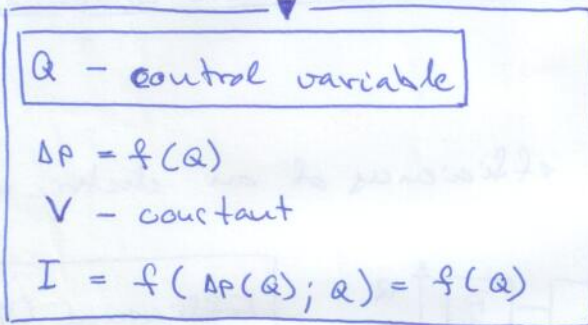 Q - control variable
Δp = f(Q)
V - constant
I = f( Δp(Q); Q) = f(Q)